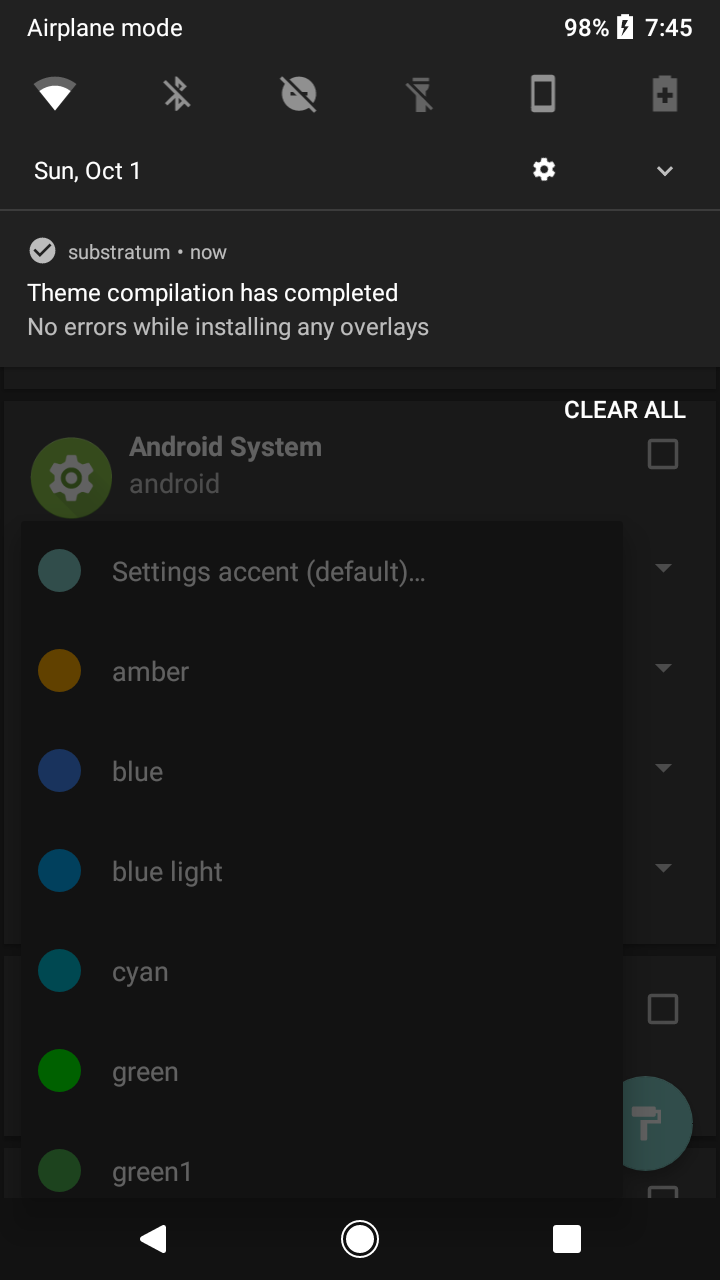 Airplane mode 98% 7:45
Sun, Oct 1
substratum • now
Theme compilation has completed
No errors while installing any overlays
CLEAR ALL
Android System
android
Settings accent (default)...
amber
blue
blue light
cyan
green
green1